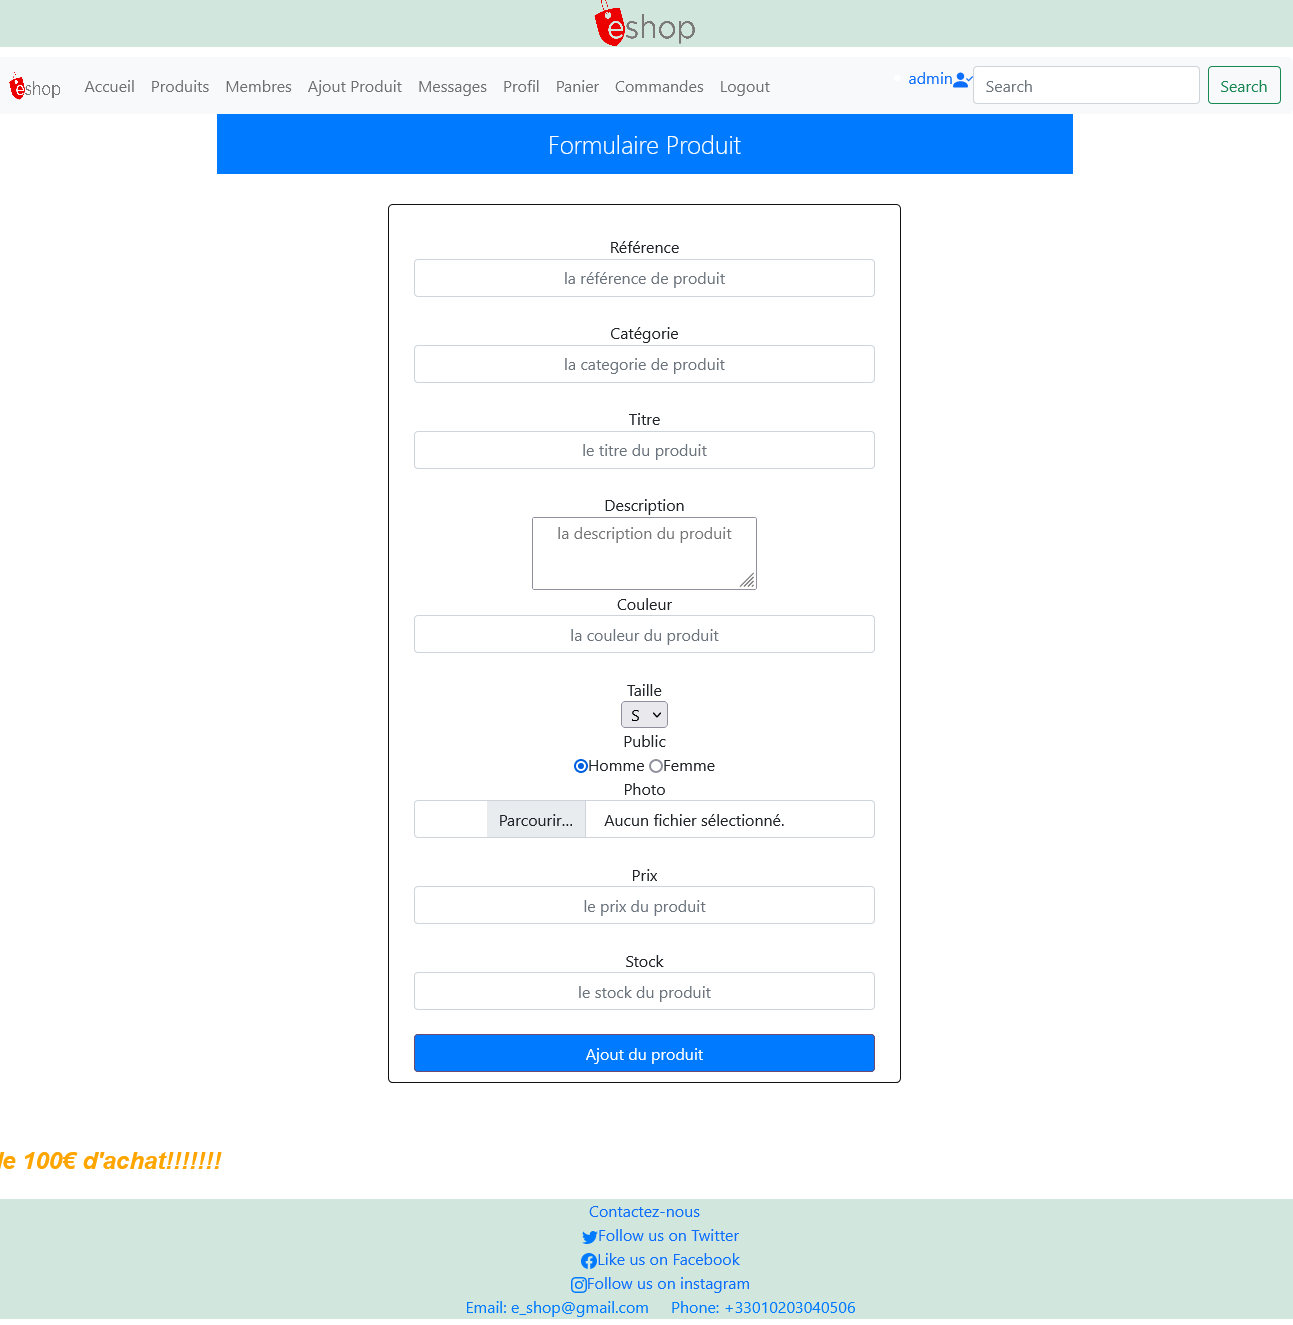 eshop
eshop Accueil Produits Membres Ajout Produit Messages Profil Panier Commandes Logout admin Search Search
Formulaire Produit
Référence
la référence de produit
Catégorie
la categorie de produit
Titre
le titre du produit
Description
la description du produit
Couleur
la couleur du produit
Taille
S
Public
Homme Femme
Photo
Parcourir... Aucun fichier sélectionné.
Prix
le prix du produit
Stock
le stock du produit
Ajout du produit
de 100€ d'achat!!!!!!!
Contactez-nous
Follow us on Twitter
Like us on Facebook
Follow us on instagram
Email: e_shop@gmail.com Phone: +33010203040506